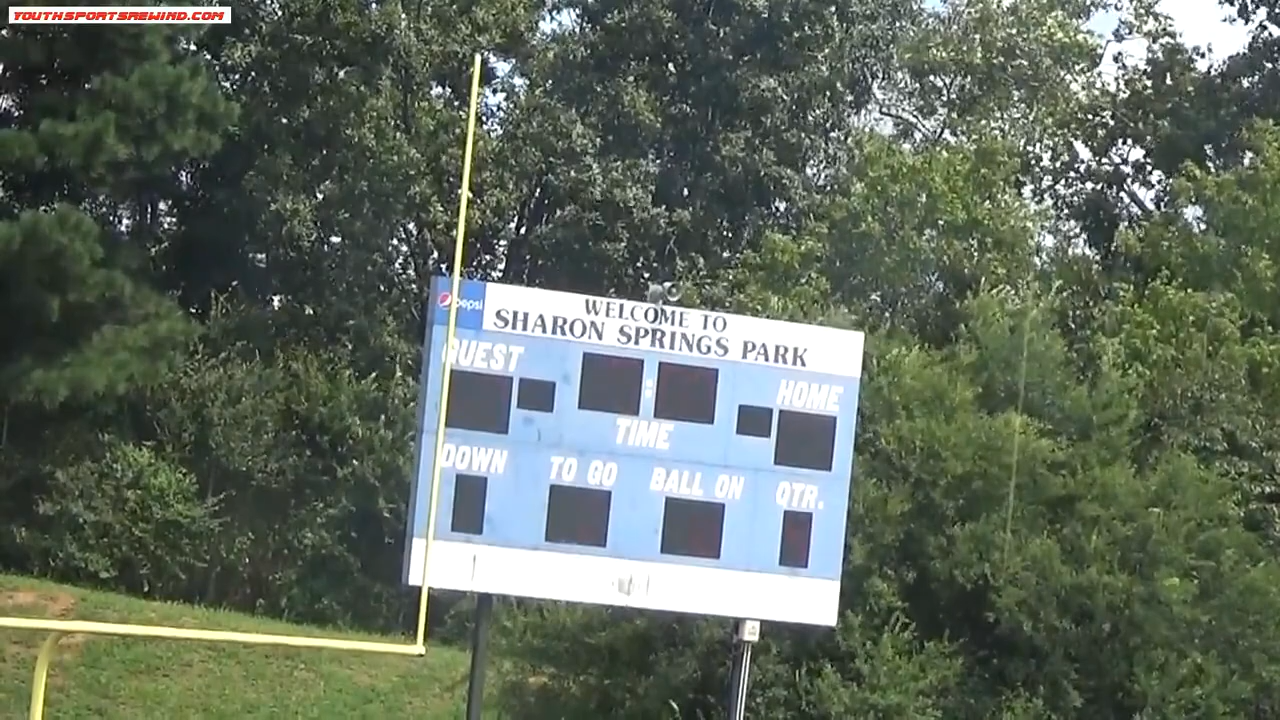 YOUTHSPORTSREWIND.COM
pepsi
WELCOME TO
SHARON SPRINGS PARK
GUEST
HOME
TIME
DOWN TO GO BALL ON QTR.